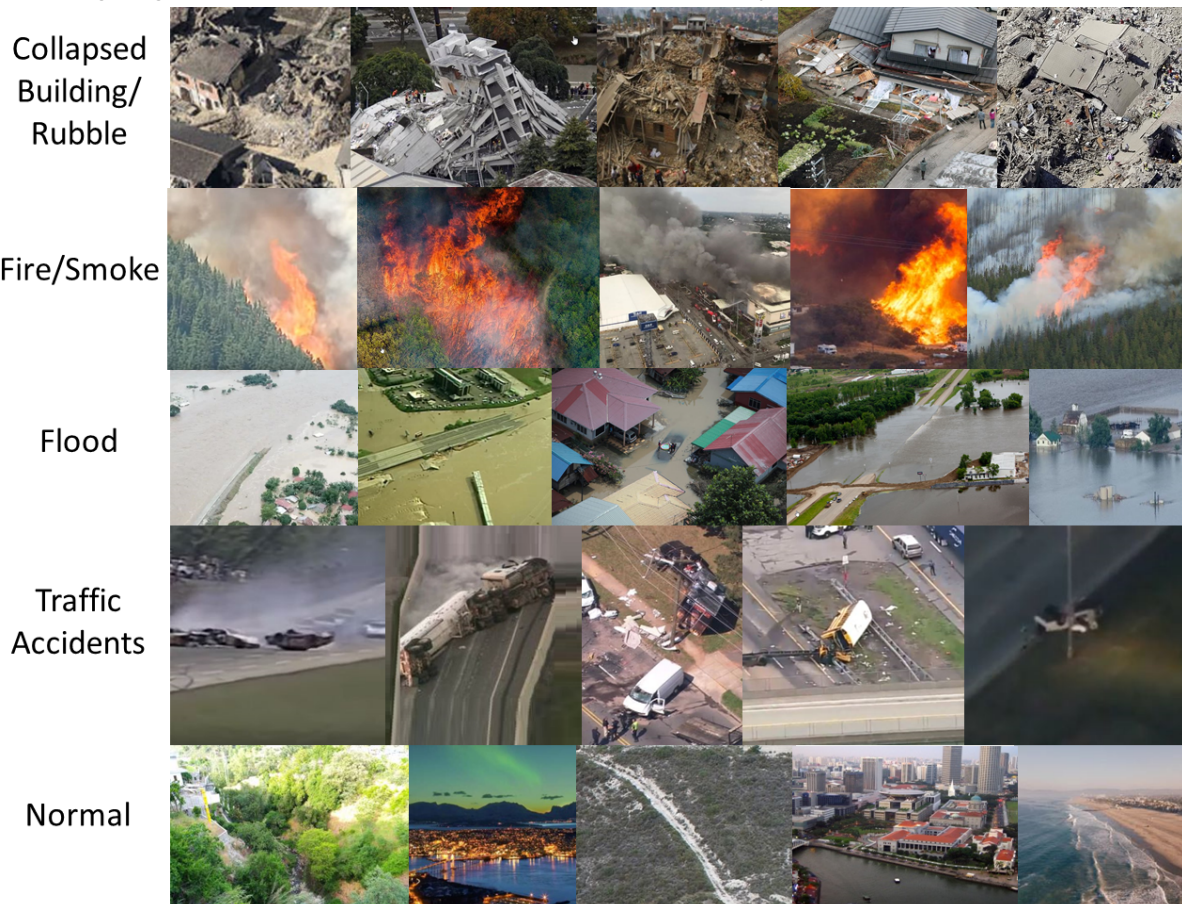 Collapsed
Building/
Rubble
Fire/Smoke
Flood
Traffic
Accidents
Normal